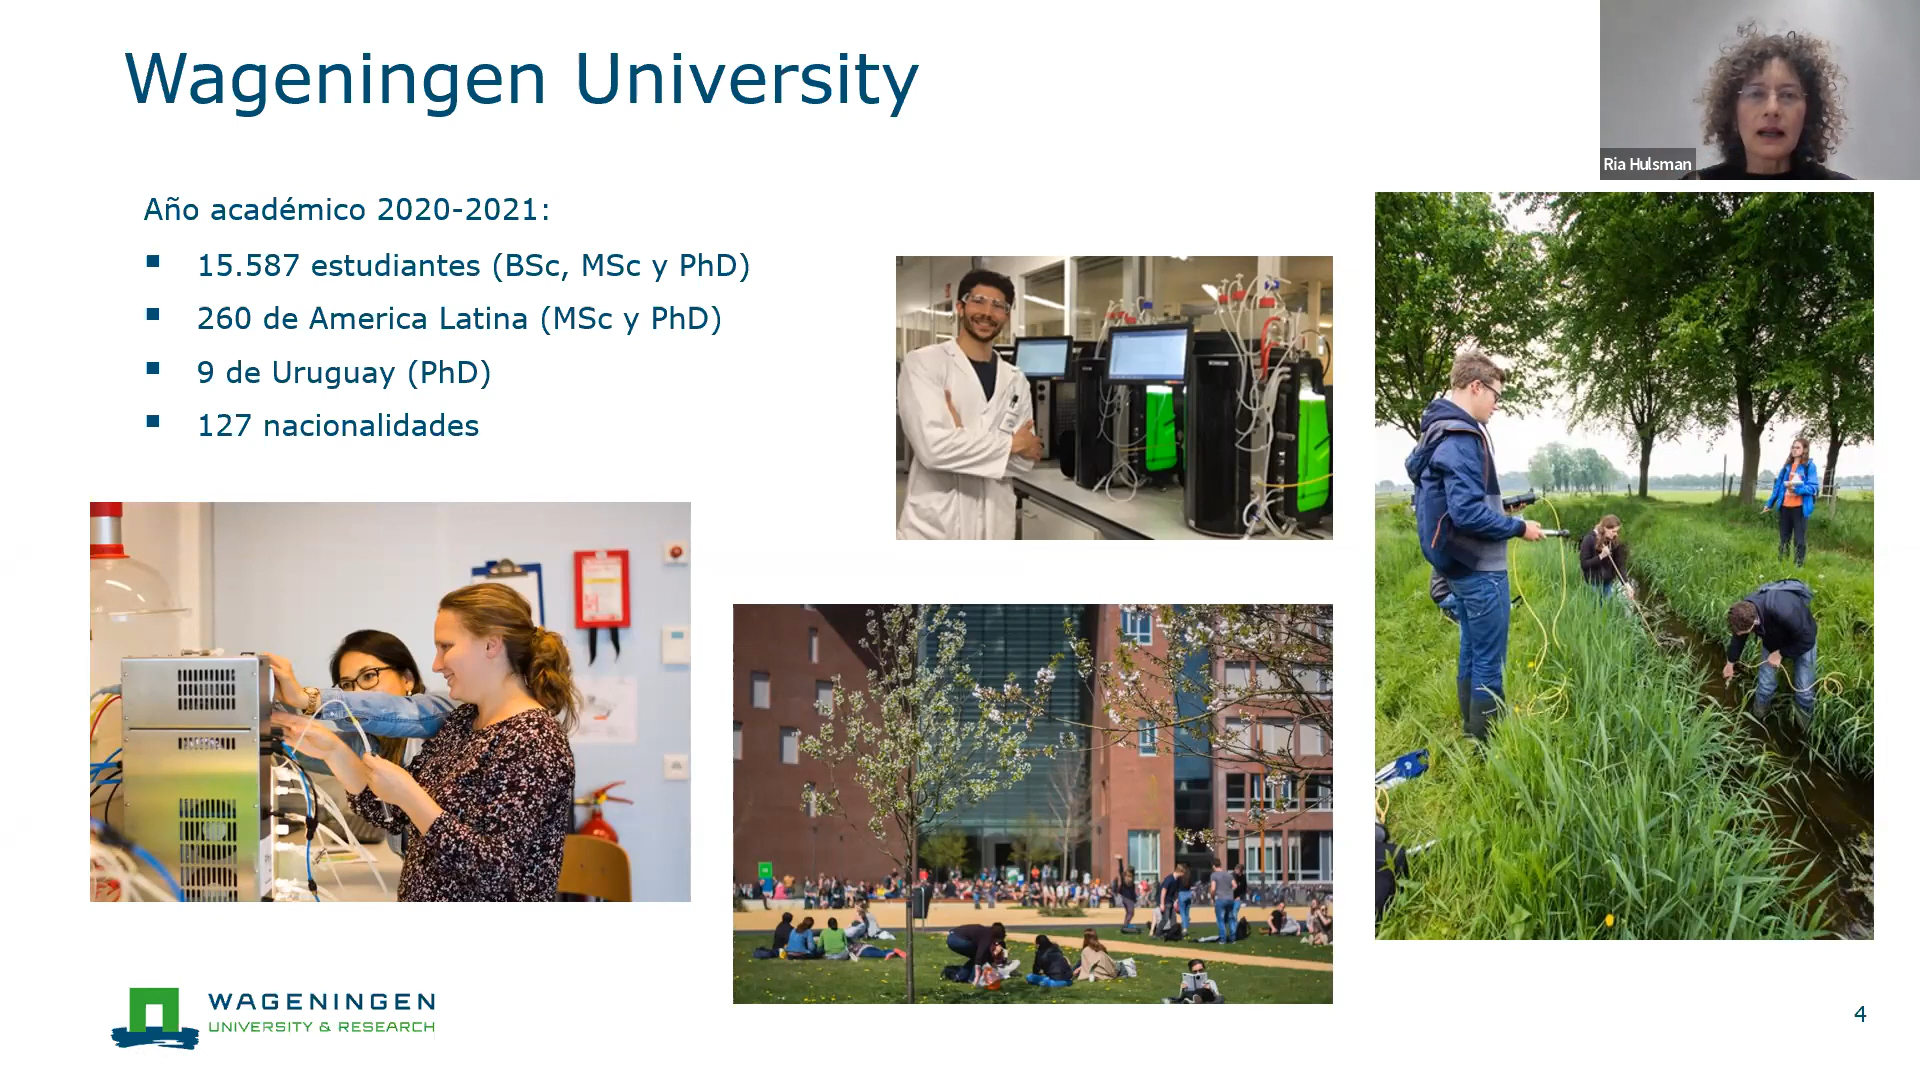 Wageningen University
Ria Hulsman
Año académico 2020-2021:
15.587 estudiantes (BSc, MSc y PhD)
260 de America Latina (MSc y PhD)
9 de Uruguay (PhD)
127 nacionalidades
WAGENINGEN
UNIVERSITY & RESEARCH
4